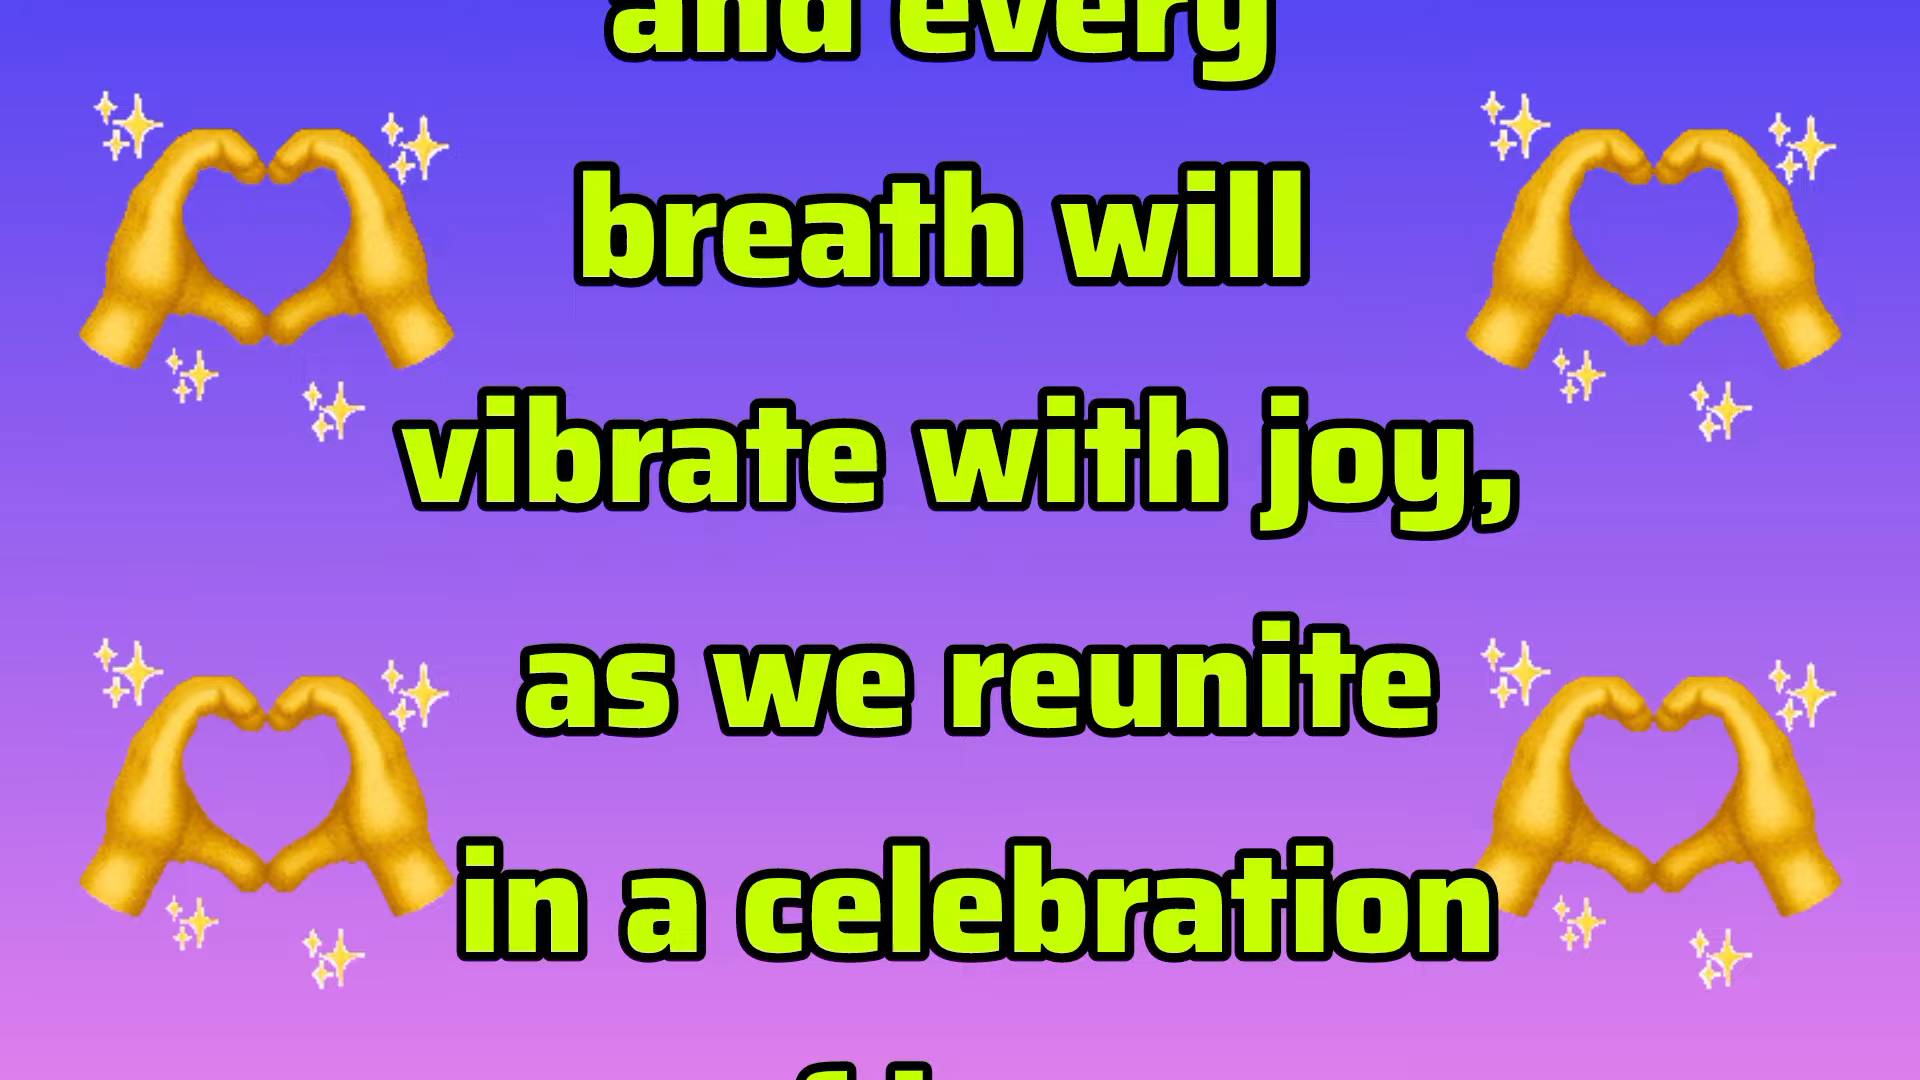 and every
breath will
vibrate with joy,
as we reunite
in a celebration